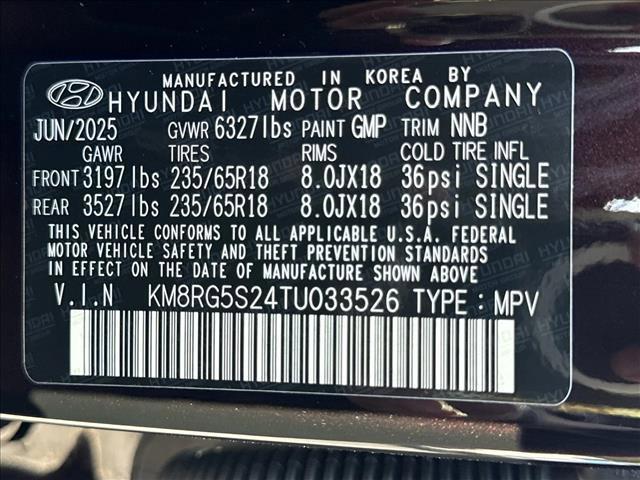 MANUFACTURED IN KOREA BY
HYUNDAI MOTOR COMPANY
JUN/2025 GVWR 6327lbs PAINT GMP TRIM NNB
GAWR TIRES RIMS COLD TIRE INFL
FRONT 3197lbs 235/65R18 8.0JX18 36psi SINGLE
REAR 3527lbs 235/65R18 8.0JX18 36psi SINGLE
THIS VEHICLE CONFORMS TO ALL APPLICABLE U.S.A. FEDERAL
MOTOR VEHICLE SAFETY AND THEFT PREVENTION STANDARDS
IN EFFECT ON THE DATE OF MANUFACTURE SHOWN ABOVE
V.I.N KM8RG5S24TU033526 TYPE : MPV